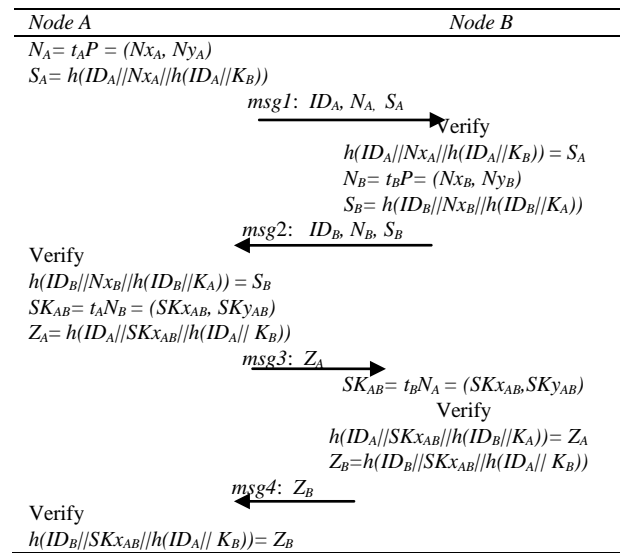 Node A Node B
N_A= t_AP = (Nx_A, Ny_A)
S_A= h(ID_A||Nx_A||h(ID_A||K_B))
msg1: ID_A, N_A, S_A
Verify
h(ID_A||Nx_A||h(ID_A||K_B)) = S_A
N_B= t_BP= (Nx_B, Ny_B)
S_B= h(ID_B||Nx_B||h(ID_B||K_A))
msg2: ID_B, N_B, S_B
Verify
h(ID_B||Nx_B||h(ID_B||K_A)) = S_B
SK_AB= t_AN_B = (SKx_AB, SKy_AB)
Z_A= h(ID_A||SKx_AB||h(ID_A|| K_B))
msg3: Z_A
SK_AB= t_BN_A = (SKx_AB,SKy_AB)
Verify
h(ID_A||SKx_AB||h(ID_B||K_A))= Z_A
Z_B=h(ID_B||SKx_AB||h(ID_A|| K_B))
msg4: Z_B
Verify
h(ID_B||SKx_AB||h(ID_A|| K_B))= Z_B